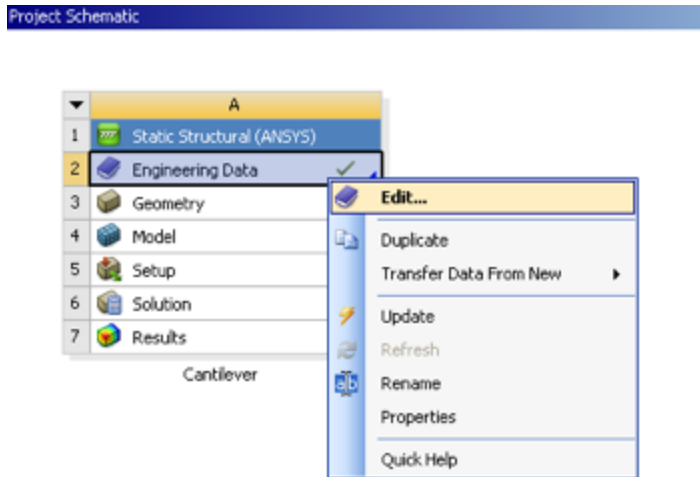 Project Schematic
A
1 Static Structural (ANSYS)
2 Engineering Data
3 Geometry
4 Model
5 Setup
6 Solution
7 Results
Cantilever
Edit...
Duplicate
Transfer Data From New
Update
Refresh
ab Rename
Properties
Quick Help